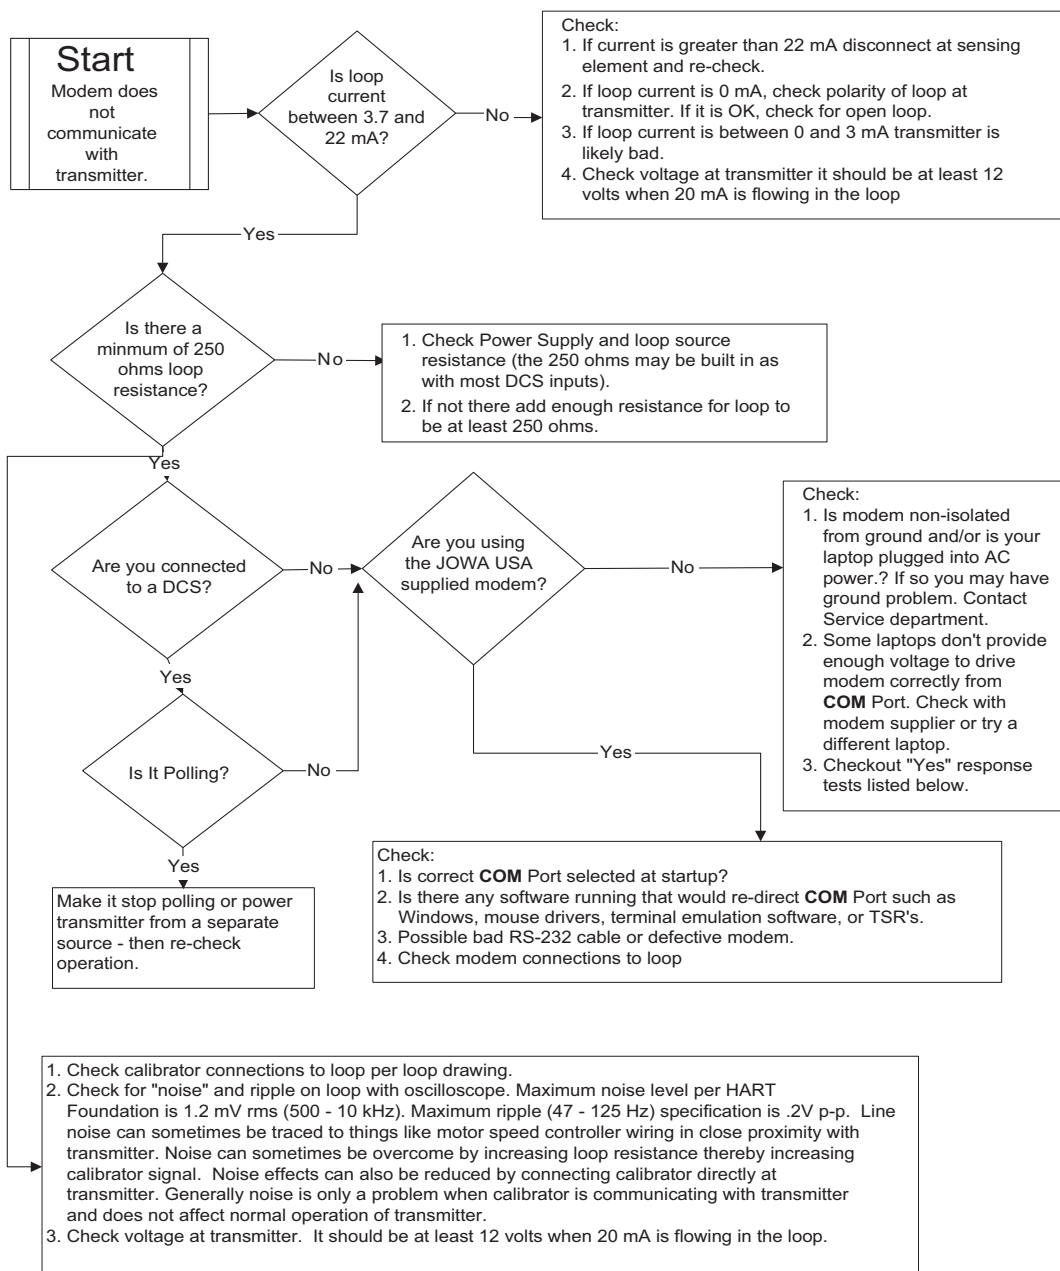 Start
Modem does
not
communicate
with
transmitter.
Is loop
current
between 3.7 and
22 mA?
No
Check:
1. If current is greater than 22 mA disconnect at sensing
element and re-check.
2. If loop current is 0 mA, check polarity of loop at
transmitter. If it is OK, check for open loop.
3. If loop current is between 0 and 3 mA transmitter is
likely bad.
4. Check voltage at transmitter it should be at least 12
volts when 20 mA is flowing in the loop
Yes
Is there a
minmum of 250
ohms loop
resistance?
No
1. Check Power Supply and loop source
resistance (the 250 ohms may be built in as
with most DCS inputs).
2. If not there add enough resistance for loop to
be at least 250 ohms.
Yes
Are you connected
to a DCS?
No
Are you using
the JOWA USA
supplied modem?
No
Check:
1. Is modem non-isolated
from ground and/or is your
laptop plugged into AC
power.? If so you may have
ground problem. Contact
Service department.
2. Some laptops don't provide
enough voltage to drive
modem correctly from
COM Port. Check with
modem supplier or try a
different laptop.
3. Checkout "Yes" response
tests listed below.
Yes
Is It Polling?
No
Yes
Yes
Make it stop polling or power
transmitter from a separate
source - then re-check
operation.
Check:
1. Is correct COM Port selected at startup?
2. Is there any software running that would re-direct COM Port such as
Windows, mouse drivers, terminal emulation software, or TSR's.
3. Possible bad RS-232 cable or defective modem.
4. Check modem connections to loop
1. Check calibrator connections to loop per loop drawing.
2. Check for "noise" and ripple on loop with oscilloscope. Maximum noise level per HART
Foundation is 1.2 mV rms (500 - 10 kHz). Maximum ripple (47 - 125 Hz) specification is .2V p-p. Line
noise can sometimes be traced to things like motor speed controller wiring in close proximity with
transmitter. Noise can sometimes be overcome by increasing loop resistance thereby increasing
calibrator signal. Noise effects can also be reduced by connecting calibrator directly at
transmitter. Generally noise is only a problem when calibrator is communicating with transmitter
and does not affect normal operation of transmitter.
3. Check voltage at transmitter. It should be at least 12 volts when 20 mA is flowing in the loop.